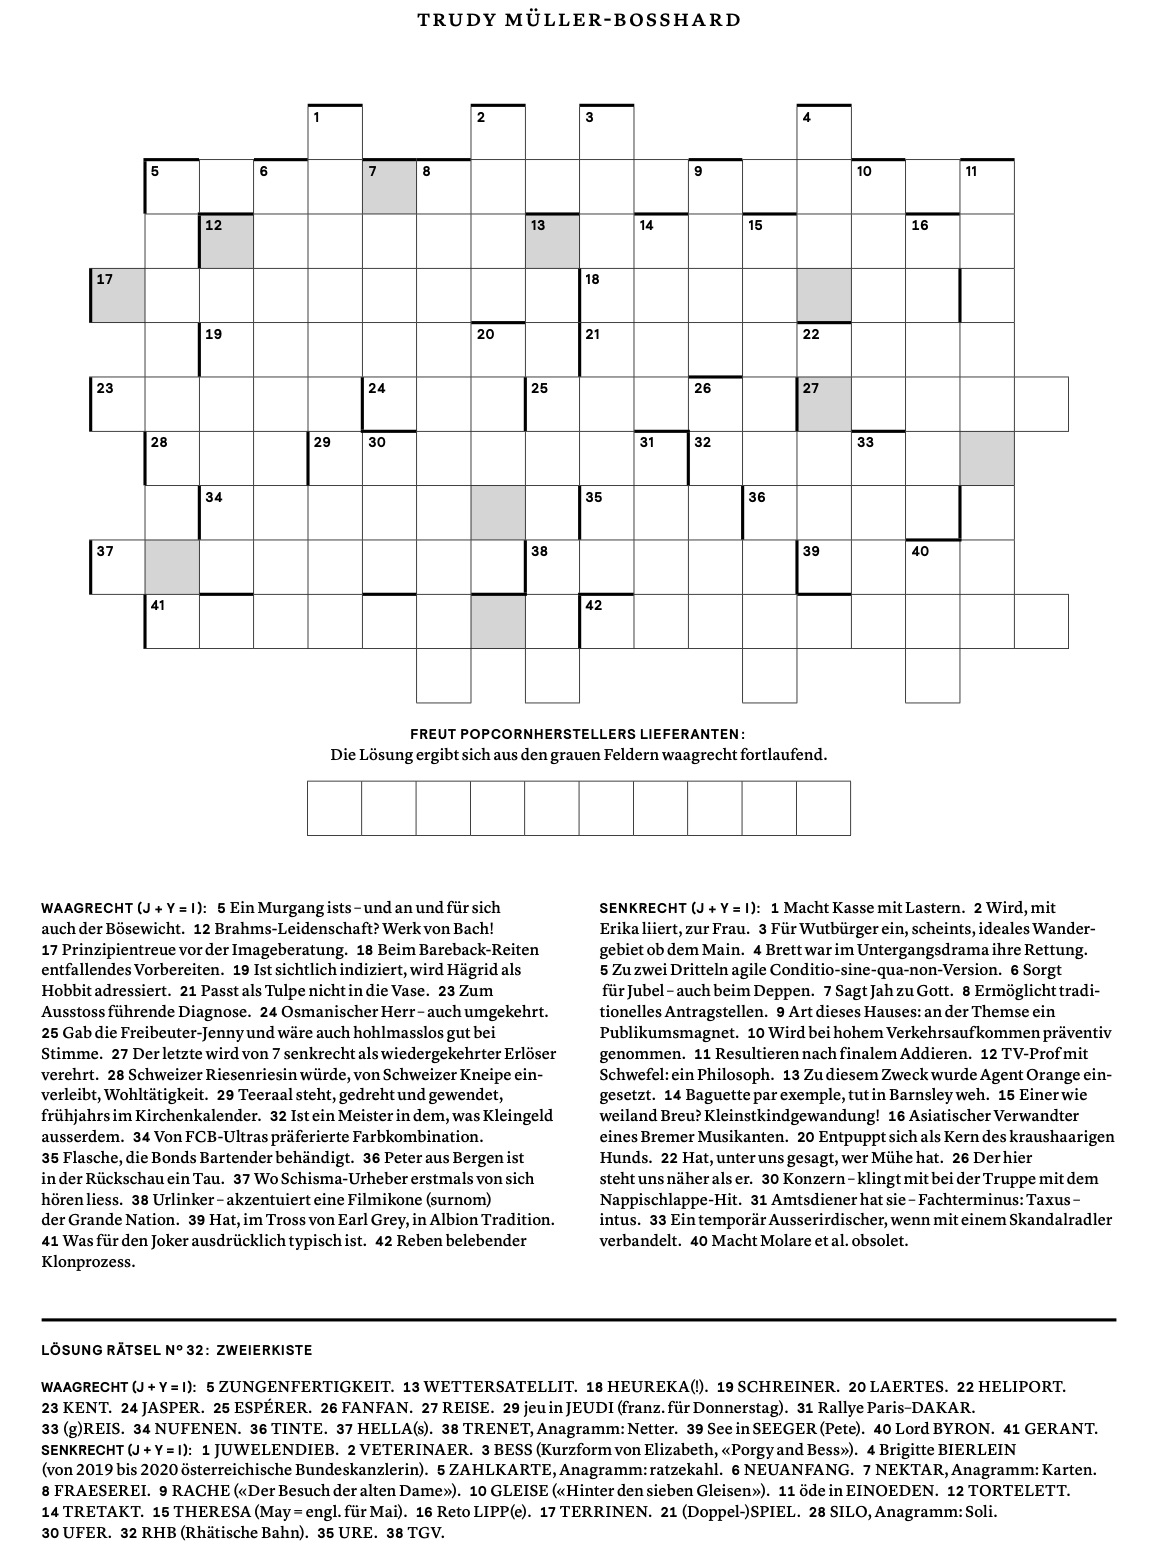 TRUDY MÜLLER-BOSSHARD
1 2 3 4
5 6 7 8 9 10 11
12 13 14 15 16
17 18
19 20 21 22
23 24 25 26 27
28 29 30 31 32 33
34 35 36
37 38 39 40
41 42
FREUT POPCORNHERSTELLERS LIEFERANTEN:
Die Lösung ergibt sich aus den grauen Feldern waagrecht fortlaufend.
WAAGRECHT (J + Y = I): 5 Ein Murgang ists – und an und für sich
auch der Bösewicht. 12 Brahms-Leidenschaft? Werk von Bach!
17 Prinzipientreue vor der Imageberatung. 18 Beim Bareback-Reiten
entfallendes Vorbereiten. 19 Ist sichtlich indiziert, wird Hägrid als
Hobbit adressiert. 21 Passt als Tulpe nicht in die Vase. 23 Zum
Ausstoss führende Diagnose. 24 Osmanischer Herr – auch umgekehrt.
25 Gab die Freibeuter-Jenny und wäre auch hohlmasslos gut bei
Stimme. 27 Der letzte wird von 7 senkrecht als wiedergekehrter Erlöser
verehrt. 28 Schweizer Riesenriesin würde, von Schweizer Kneipe ein-
verleibt, Wohltätigkeit. 29 Teeraal steht, gedreht und gewendet,
frühjahrs im Kirchenkalender. 32 Ist ein Meister in dem, was Kleingeld
ausserdem. 34 Von FCB-Ultras präferierte Farbkombination.
35 Flasche, die Bonds Bartender behändigt. 36 Peter aus Bergen ist
in der Rückschau ein Tau. 37 Wo Schisma-Urheber erstmals von sich
hören liess. 38 Urlinker – akzentuiert eine Filmikone (surnom)
der Grande Nation. 39 Hat, im Tross von Earl Grey, in Albion Tradition.
41 Was für den Joker ausdrücklich typisch ist. 42 Reben belebender
Klonprozess.
SENKRECHT (J + Y = I): 1 Macht Kasse mit Lastern. 2 Wird, mit
Erika liiert, zur Frau. 3 Für Wutbürger ein, scheints, ideales Wander-
gebiet ob dem Main. 4 Brett war im Untergangsdrama ihre Rettung.
5 Zu zwei Dritteln agile Conditio-sine-qua-non-Version. 6 Sorgt
für Jubel – auch beim Deppen. 7 Sagt Jah zu Gott. 8 Ermöglicht tradi-
tionelles Antragstellen. 9 Art dieses Hauses: an der Themse ein
Publikumsmagnet. 10 Wird bei hohem Verkehrsaufkommen präventiv
genommen. 11 Resultieren nach finalem Addieren. 12 TV-Prof mit
Schwefel: ein Philosoph. 13 Zu diesem Zweck wurde Agent Orange ein-
gesetzt. 14 Baguette par exemple, tut in Barnsley weh. 15 Einer wie
weiland Breu? Kleinstkindgewandung! 16 Asiatischer Verwandter
eines Bremer Musikanten. 20 Entpuppt sich als Kern des kraushaarigen
Hunds. 22 Hat, unter uns gesagt, wer Mühe hat. 26 Der hier
steht uns näher als er. 30 Konzern – klingt mit bei der Truppe mit dem
Nappischlappe-Hit. 31 Amtsdiener hat sie – Fachterminus: Taxus –
intus. 33 Ein temporär Ausserirdischer, wenn mit einem Skandalradler
verbandelt. 40 Macht Molare et al. obsolet.
LÖSUNG RÄTSEL Nº 32: ZWEIERKISTE
WAAGRECHT (J + Y = I): 5 ZUNGENFERTIGKEIT. 13 WETTERSATELLIT. 18 HEUREKA(!). 19 SCHREINER. 20 LAERTES. 22 HELIPORT.
23 KENT. 24 JASPER. 25 ESPÉRER. 26 FANFAN. 27 REISE. 29 jeu in JEUDI (franz. für Donnerstag). 31 Rallye Paris–DAKAR.
33 (g)REIS. 34 NUFENEN. 36 TINTE. 37 HELLA(s). 38 TRENET, Anagramm: Netter. 39 See in SEEGER (Pete). 40 Lord BYRON. 41 GERANT.
SENKRECHT (J + Y = I): 1 JUWELENDIEB. 2 VETERINAER. 3 BESS (Kurzform von Elizabeth, «Porgy and Bess»). 4 Brigitte BIERLEIN
(von 2019 bis 2020 österreichische Bundeskanzlerin). 5 ZAHLKARTE, Anagramm: ratzekahl. 6 NEUANFANG. 7 NEKTAR, Anagramm: Karten.
8 FRAESEREI. 9 RACHE («Der Besuch der alten Dame»). 10 GLEISE («Hinter den sieben Gleisen»). 11 öde in EINOEDEN. 12 TORTELETT.
14 TRETAKT. 15 THERESA (May = engl. für Mai). 16 Reto LIPP(e). 17 TERRINEN. 21 (Doppel-)SPIEL. 28 SILO, Anagramm: Soli.
30 UFER. 32 RHB (Rhätische Bahn). 35 URE. 38 TGV.